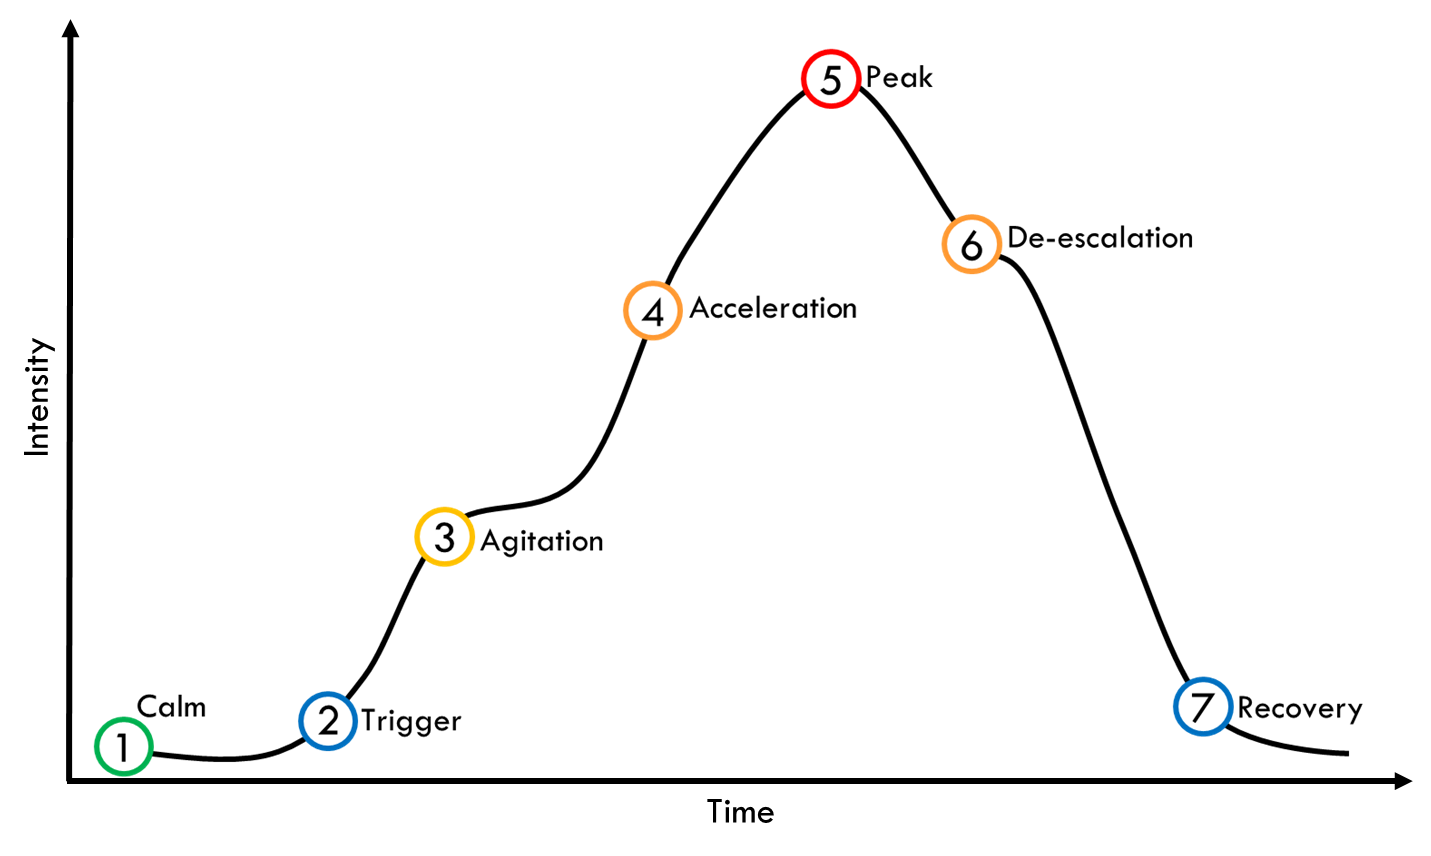 Intensity
1
Calm
2
Trigger
3
Agitation
4
Acceleration
5
Peak
6
De-escalation
7
Recovery
Time